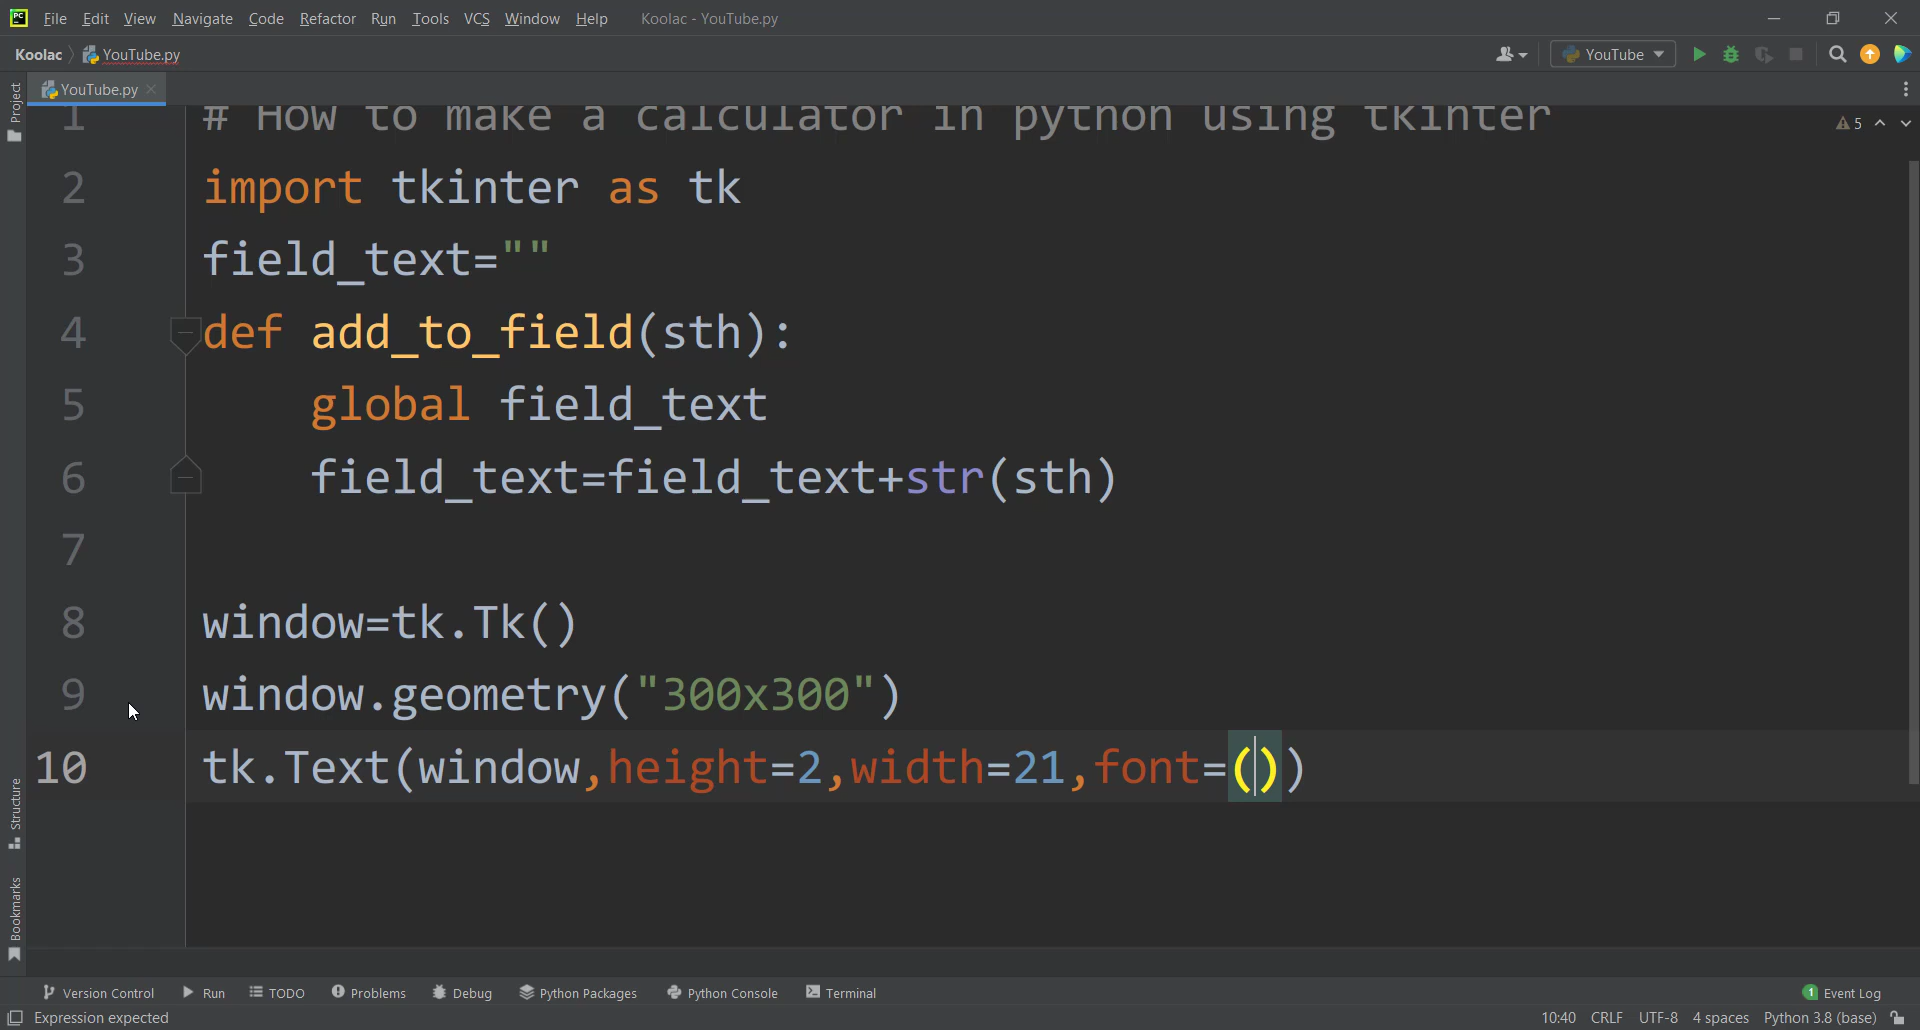 File Edit View Navigate Code Refactor Run Tools VCS Window Help Koolac - YouTube.py
Koolac YouTube.py YouTube
YouTube.py
Project
1 # How to make a calculator in python using tkinter
5
2 import tkinter as tk
3 field_text=""
4 def add_to_field(sth):
5 global field_text
6 field_text=field_text+str(sth)
7
8 window=tk.Tk()
9 window.geometry("300x300")
10 tk.Text(window,height=2,width=21,font=())
Structure
Bookmarks
Version Control Run TODO Problems Debug Python Packages Python Console Terminal 1 Event Log
Expression expected 10:40 CRLF UTF-8 4 spaces Python 3.8 (base)